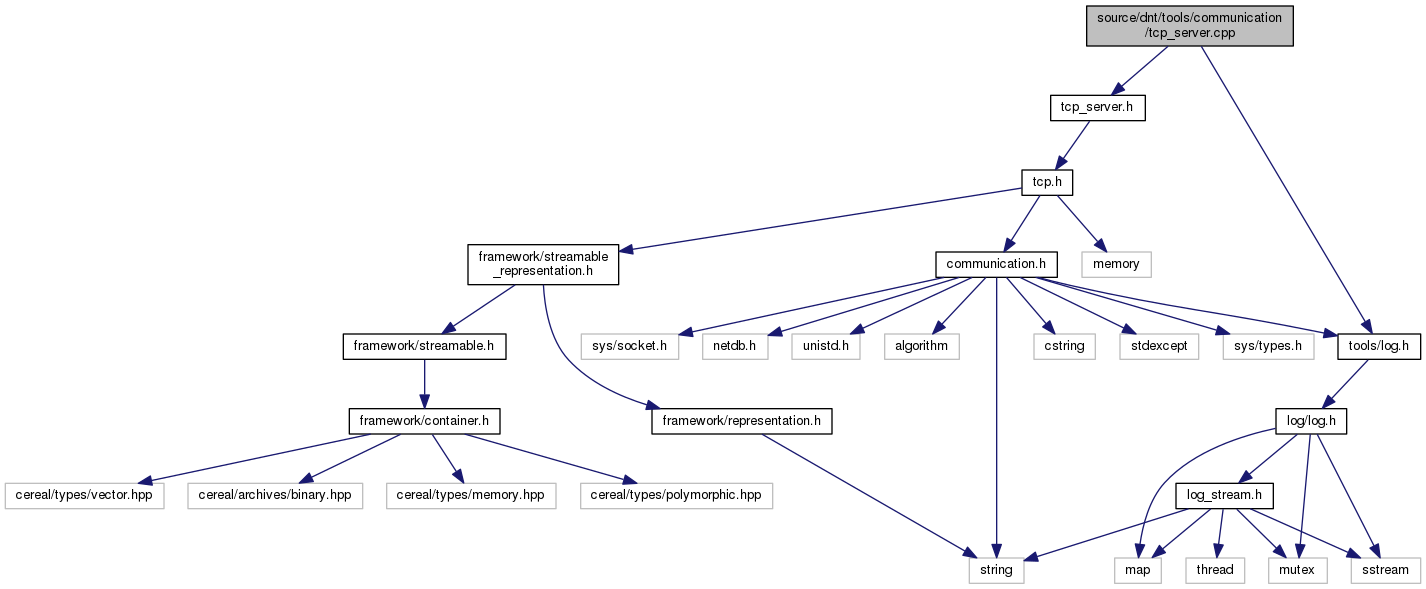 source/dnt/tools/communication
/tcp_server.cpp
tcp_server.h
tcp.h
framework/streamable
_representation.h
communication.h
memory
framework/streamable.h
sys/socket.h
netdb.h
unistd.h
algorithm
cstring
stdexcept
sys/types.h
tools/log.h
framework/container.h
framework/representation.h
log/log.h
cereal/types/vector.hpp
cereal/archives/binary.hpp
cereal/types/memory.hpp
cereal/types/polymorphic.hpp
log_stream.h
string
map
thread
mutex
sstream